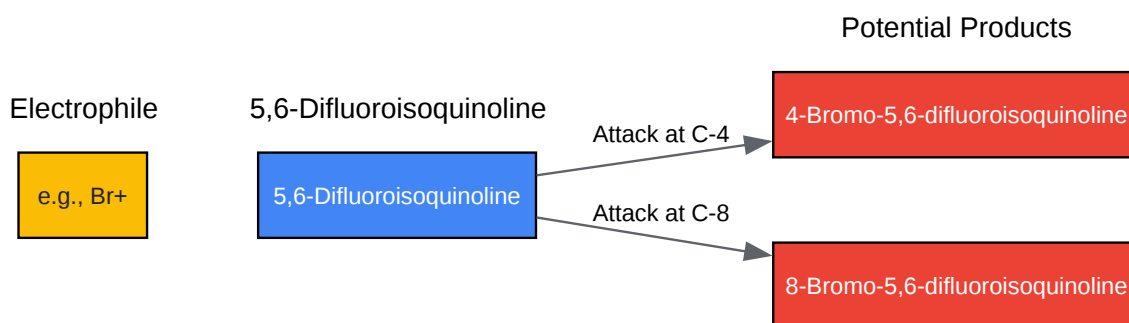 Potential Products
Electrophile
5,6-Difluoroisoquinoline
4-Bromo-5,6-difluoroisoquinoline
Attack at C-4
e.g., Br+
5,6-Difluoroisoquinoline
Attack at C-8
8-Bromo-5,6-difluoroisoquinoline